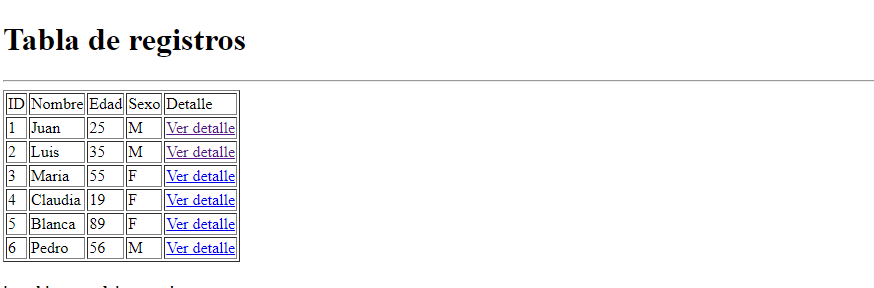 Tabla de registros
ID Nombre Edad Sexo Detalle
1 Juan 25 M Ver detalle
2 Luis 35 M Ver detalle
3 Maria 55 F Ver detalle
4 Claudia 19 F Ver detalle
5 Blanca 89 F Ver detalle
6 Pedro 56 M Ver detalle